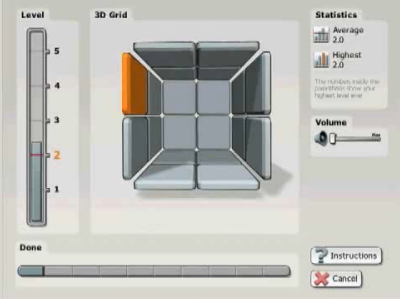 Level
5
4
3
2
1
3D Grid
Statistics
Average
2.0
Highest
2.0
The numbers inside the
parenthesis show your
highest level ever
Volume
Max
Done
Instructions
Cancel